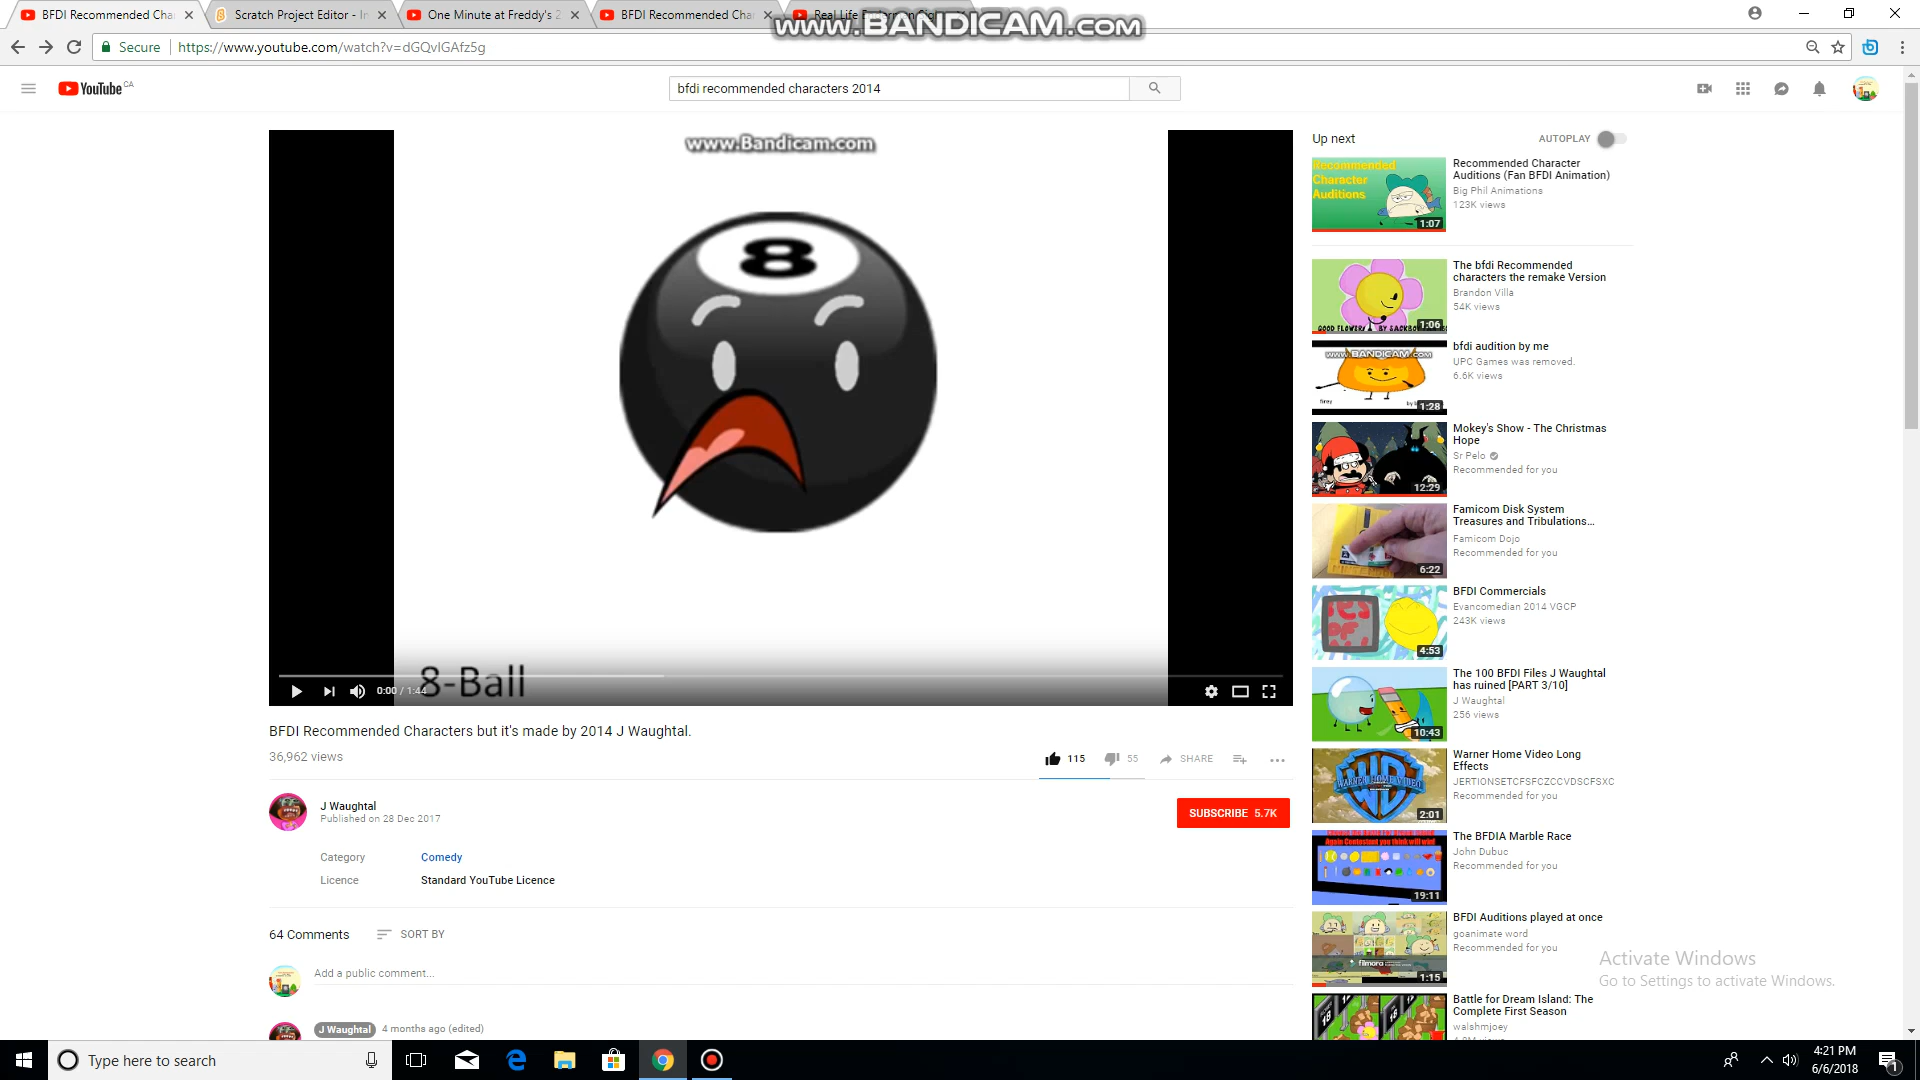 BFDI Recommended Cha
Scratch Project Editor - I
One Minute at Freddy's 2
BFDI Recommended Cha
Real Life
www.BANDICAM.com
Secure
https://www.youtube.com/watch?v=dGQvIGAfz5g
YouTube CA
bfdi recommended characters 2014
www.Bandicam.com
8
8-Ball
0:00 / 1:44
BFDI Recommended Characters but it's made by 2014 J Waughtal.
36,962 views
115
55
SHARE
J Waughtal
Published on 28 Dec 2017
SUBSCRIBE 5.7K
Category
Comedy
Licence
Standard YouTube Licence
64 Comments
SORT BY
Add a public comment...
J Waughtal
4 months ago (edited)
Up next
AUTOPLAY
Recommended
Character
Auditions
1:07
Recommended Character
Auditions (Fan BFDI Animation)
Big Phil Animations
123K views
1:06
The bfdi Recommended
characters the remake Version
Brandon Villa
54K views
www.BANDICAM.com
1:28
bfdi audition by me
UPC Games was removed.
6.6K views
12:29
Mokey's Show - The Christmas
Hope
Sr Pelo
Recommended for you
6:22
Famicom Disk System
Treasures and Tribulations...
Famicom Dojo
Recommended for you
4:53
BFDI Commercials
Evancomedian 2014 VGCP
243K views
10:43
The 100 BFDI Files J Waughtal
has ruined [PART 3/10]
J Waughtal
256 views
2:01
Warner Home Video Long
Effects
JERTIONSETCFSFCZCCVDSCFSXC
Recommended for you
19:11
The BFDIA Marble Race
John Dubuc
Recommended for you
filmora
1:15
BFDI Auditions played at once
goanimate word
Recommended for you
Battle for Dream Island: The
Complete First Season
walshmjoey
Activate Windows
Go to Settings to activate Windows.
Type here to search
4:21 PM
6/6/2018
1